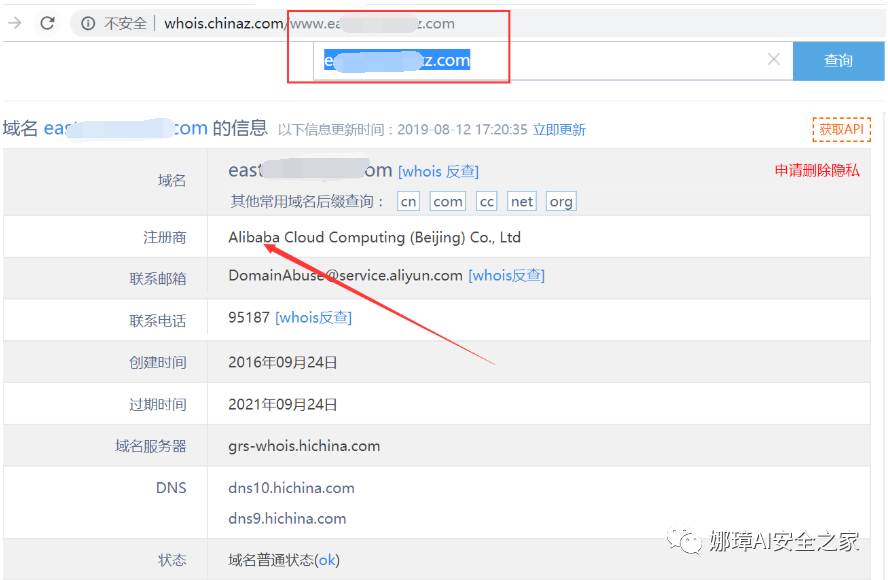 不安全 whois.chinaz.com/www.ea z.com
e z.com
查询
域名 eas com 的信息 以下信息更新时间：2019-08-12 17:20:35 立即更新
获取API
域名
east om [whois 反查]
申请删除隐私
其他常用域名后缀查询： cn com cc net org
注册商 Alibaba Cloud Computing (Beijing) Co., Ltd
联系邮箱 DomainAbuse@service.aliyun.com [whois反查]
联系电话 95187 [whois反查]
创建时间 2016年09月24日
过期时间 2021年09月24日
域名服务器 grs-whois.hichina.com
DNS dns10.hichina.com
dns9.hichina.com
状态 域名普通状态(ok)
娜璋AI安全之家